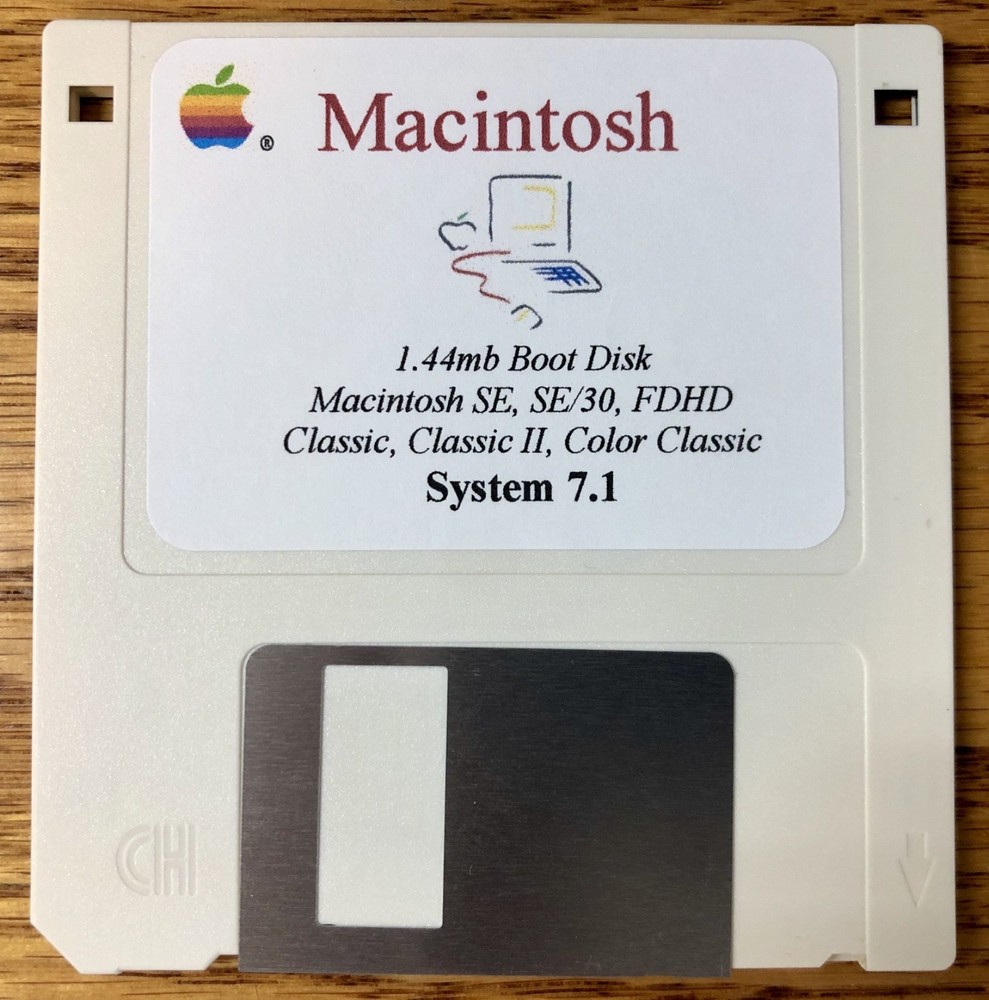 ® Macintosh
1.44mb Boot Disk
Macintosh SE, SE/30, FDHD
Classic, Classic II, Color Classic
System 7.1